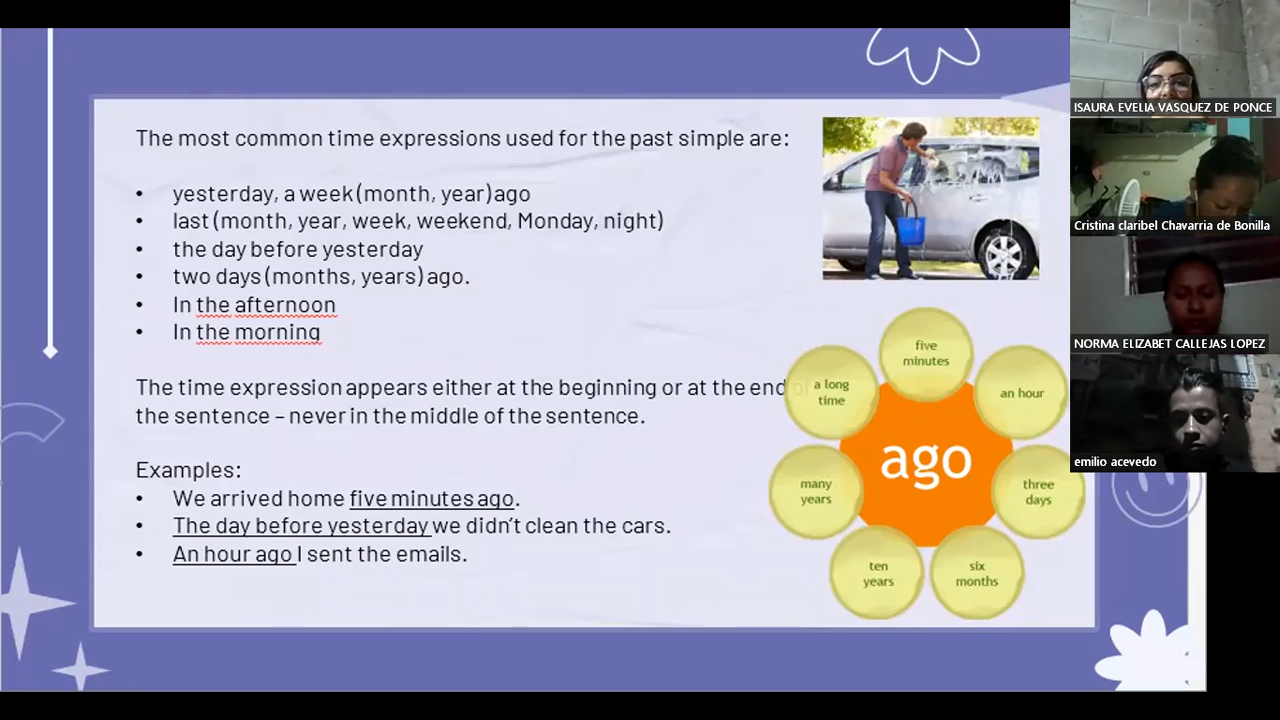 The most common time expressions used for the past simple are:
• yesterday, a week (month, year) ago
• last (month, year, week, weekend, Monday, night)
• the day before yesterday
• two days (months, years) ago.
• In the afternoon
• In the morning
The time expression appears either at the beginning or at the end of
the sentence – never in the middle of the sentence.
Examples:
• We arrived home five minutes ago.
• The day before yesterday we didn't clean the cars.
• An hour ago I sent the emails.
five
minutes
a long
time
an hour
ago
many
years
three
days
ten
years
six
months
ISAURA EVELIA VASQUEZ DE PONCE
Cristina claribel Chavarria de Bonilla
NORMA ELIZABET CALLEJAS LOPEZ
emilio acevedo